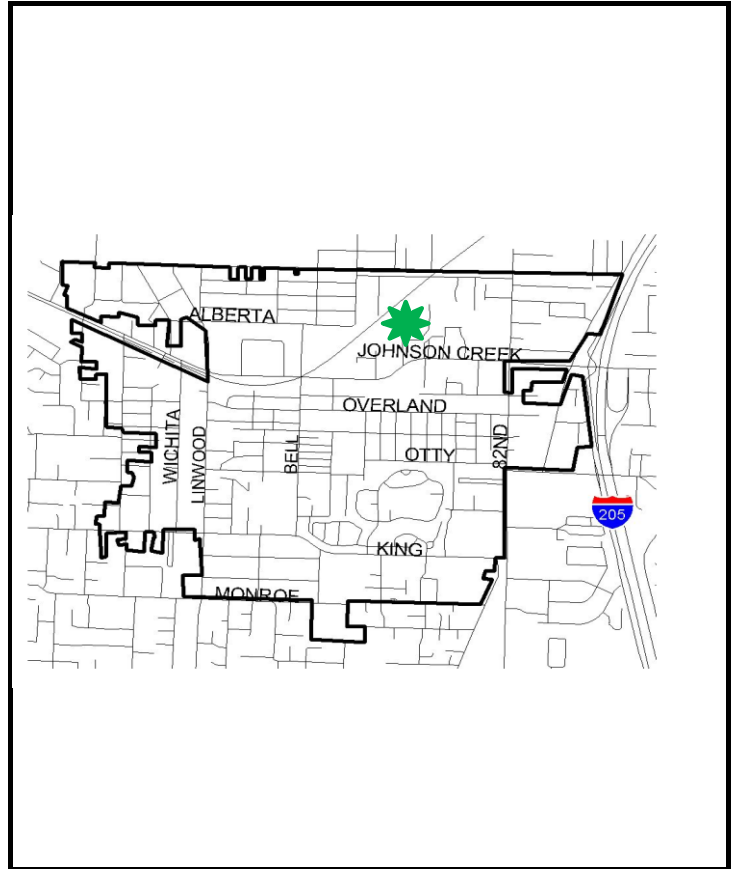 ALBERTA
JOHNSON CREEK
OVERLAND
WICHITA
LINWOOD
BELL
OTTY
82ND
205
KING
MONROE